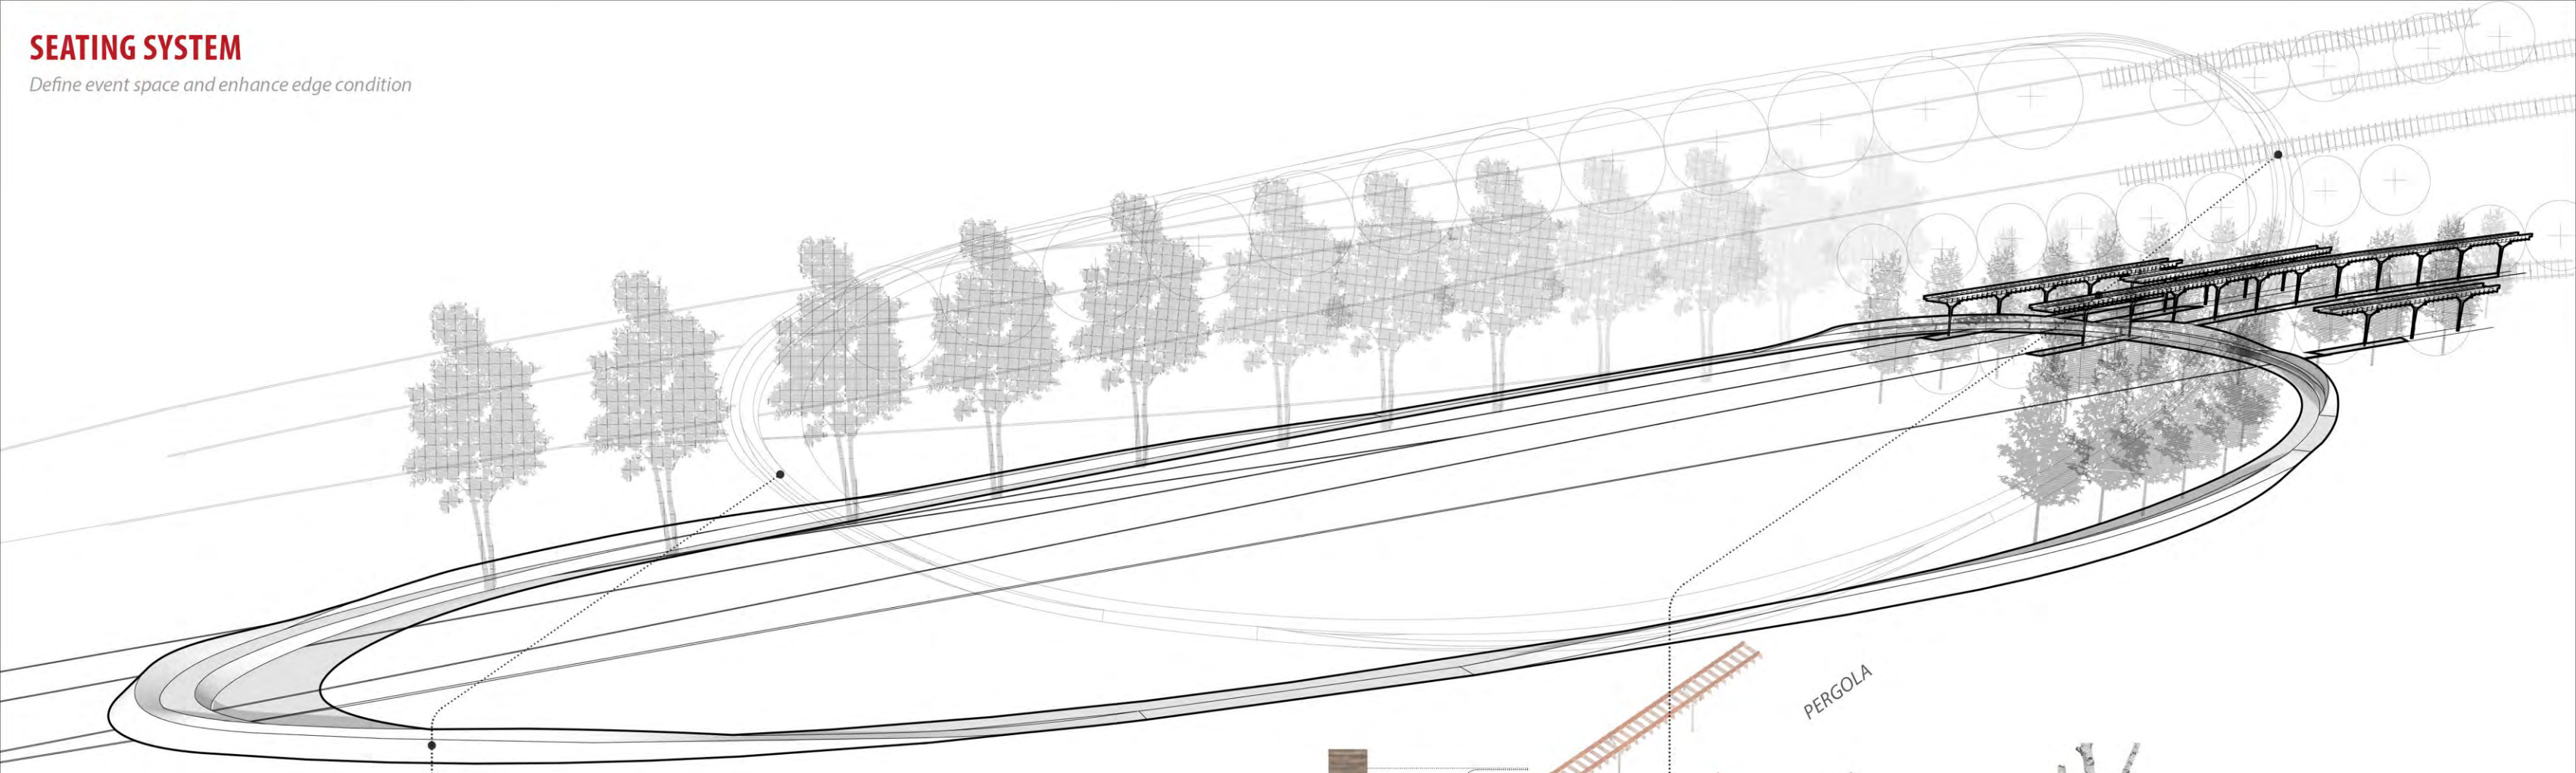 SEATING SYSTEM
Define event space and enhance edge condition
PERGOLA